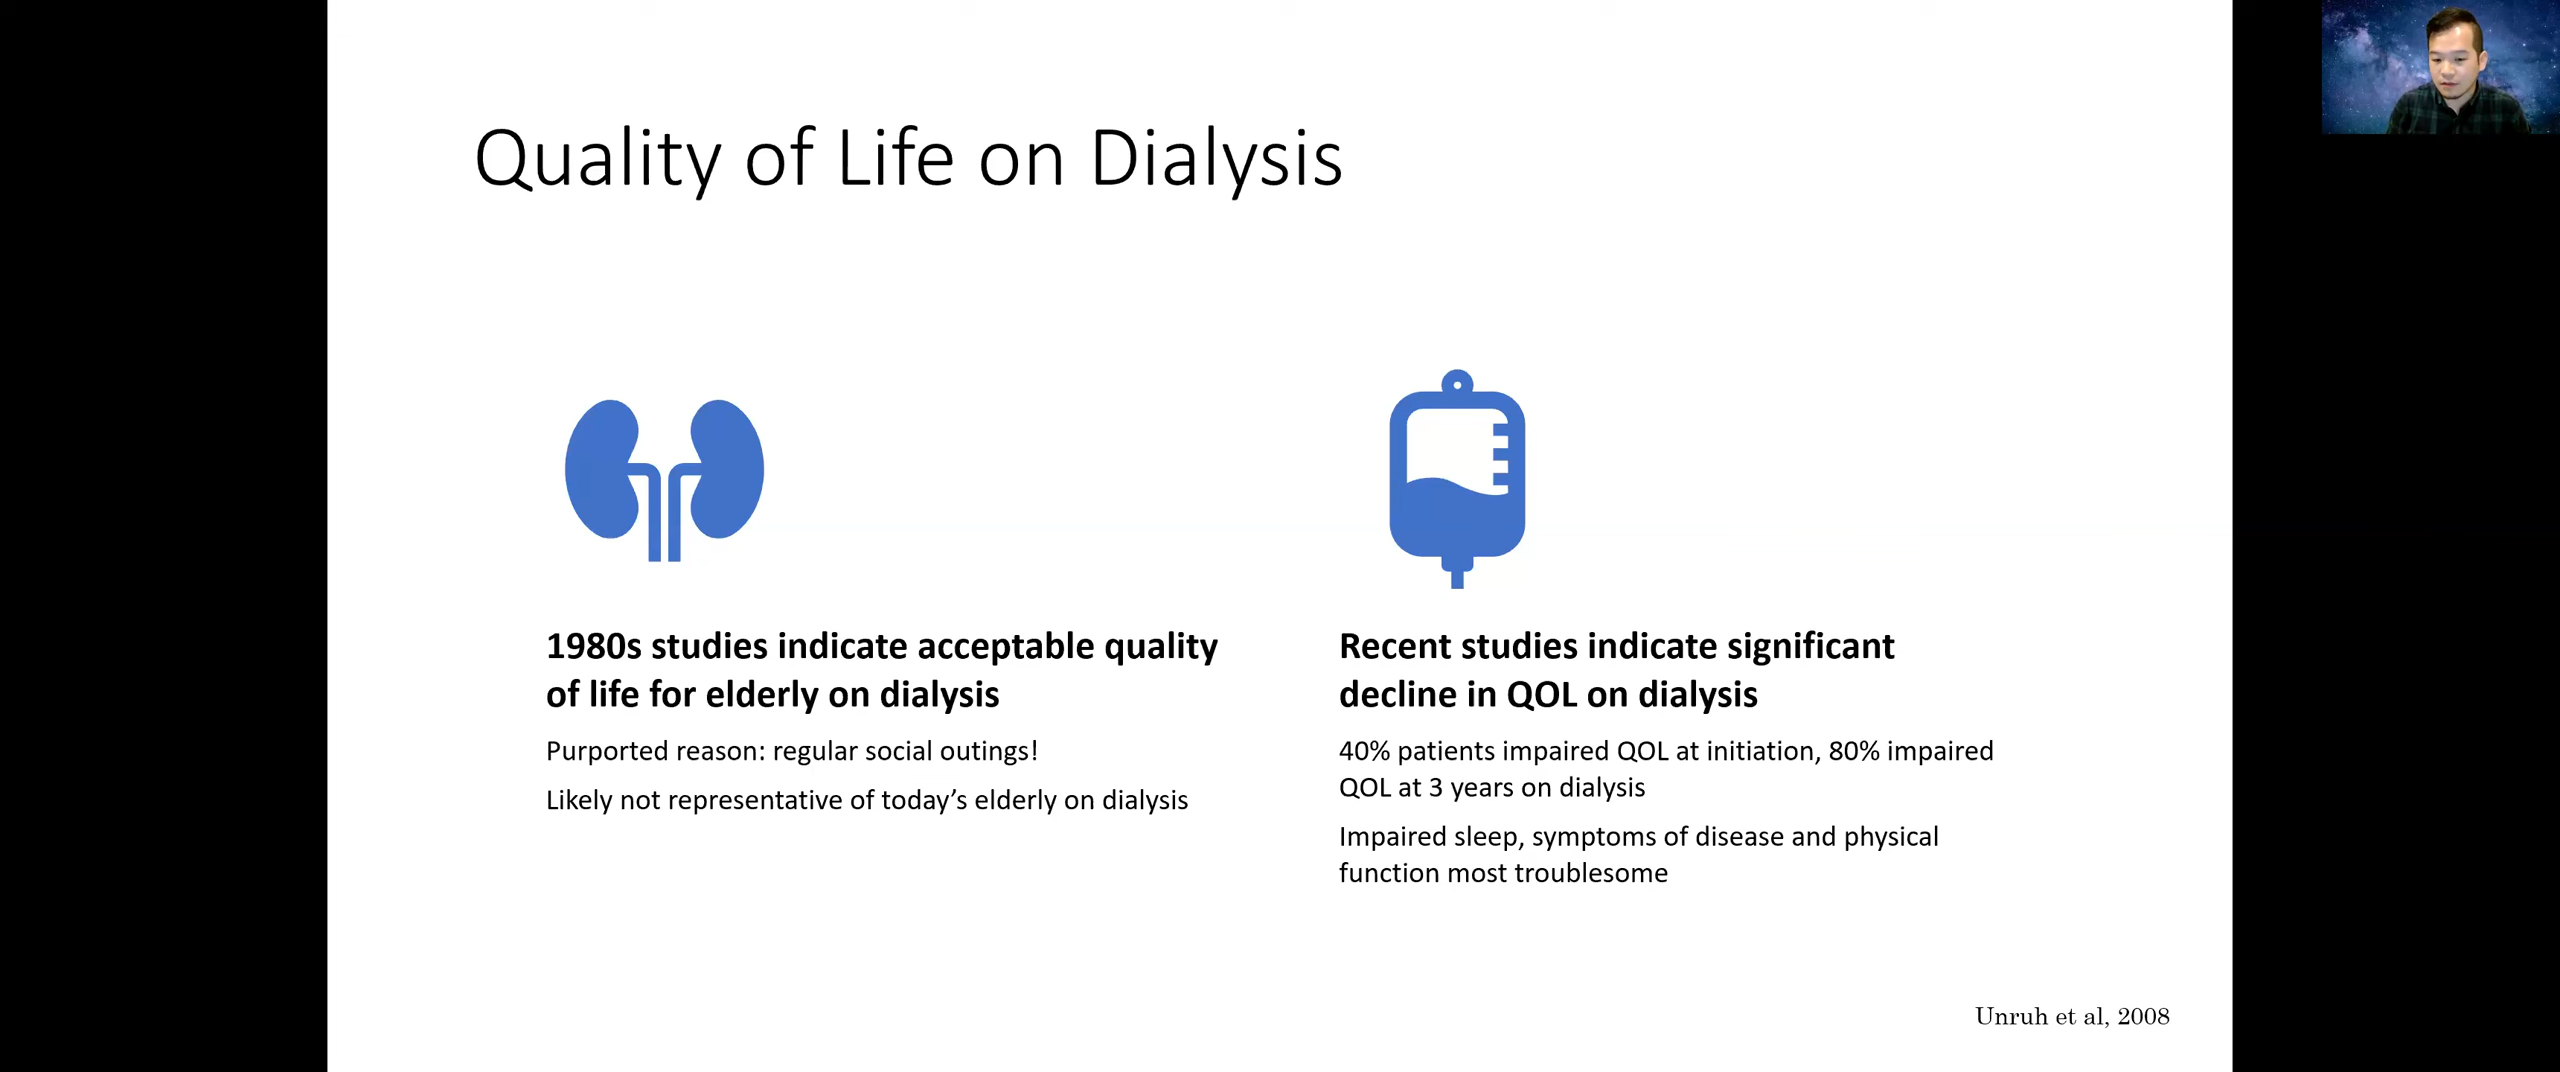 Quality of Life on Dialysis
1980s studies indicate acceptable quality
of life for elderly on dialysis
Purported reason: regular social outings!
Likely not representative of today’s elderly on dialysis
Recent studies indicate significant
decline in QOL on dialysis
40% patients impaired QOL at initiation, 80% impaired
QOL at 3 years on dialysis
Impaired sleep, symptoms of disease and physical
function most troublesome
Unruh et al, 2008